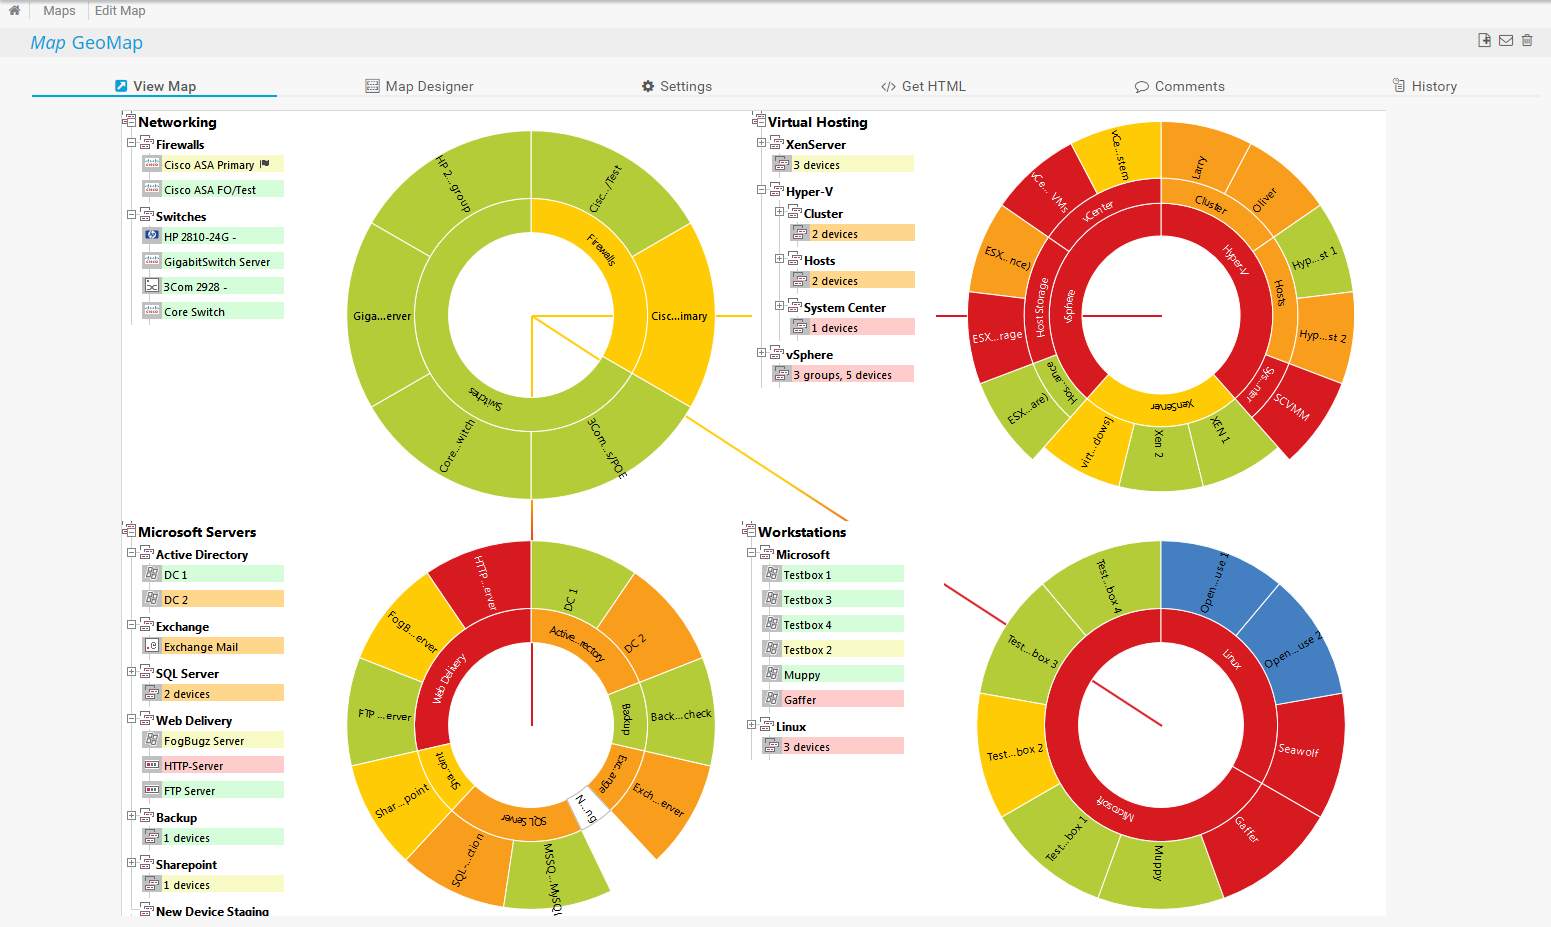 Maps
Edit Map
Map GeoMap
View Map
Map Designer
Settings
</> Get HTML
Comments
History
Networking
Firewalls
Cisco ASA Primary
Cisco ASA FO/Test
Switches
HP 2810-24G -
GigabitSwitch Server
3Com 2928 -
Core Switch
HP 2...group
Cisc.../Test
Firewalls
Giga...erver
Cisc...imary
Switches
Core...witch
3Com...s/POE
Virtual Hosting
XenServer
3 devices
Hyper-V
Cluster
2 devices
Hosts
2 devices
System Center
1 devices
vSphere
3 groups, 5 devices
vCe...stem
Larry
vCe... VMs
vCenter
Cluster
Oliver
ESX...nce)
Hyper-V
Hyp...st 1
Host Storage
vSphere
Hosts
ESX...rage
Hyp...st 2
Hos...ance
Sys...nter
ESX...are)
XenServer
SCVMM
virt...dows]
Xen 2
XEN 1
Microsoft Servers
Active Directory
DC 1
DC 2
Exchange
Exchange Mail
SQL Server
2 devices
Web Delivery
FogBugz Server
HTTP-Server
FTP Server
Backup
1 devices
Sharepoint
1 devices
New Device Staging
HTTP...erver
DC 1
FogB...erver
Active...rectory
DC 2
Web Delivery
FTP ...erver
Backup
Back...check
Sha...oint
Exc...ange
Shar...point
N...ng
Exch...erver
SQL Server
SQL-...ction
MSSQ...MySQL
Workstations
Microsoft
Testbox 1
Testbox 3
Testbox 4
Testbox 2
Muppy
Gaffer
Linux
3 devices
Test...box 4
Open...use 1
Test...box 3
Linux
Open...use 2
Test...box 2
Seawolf
Microsoft
Test...box 1
Muppy
Gaffer